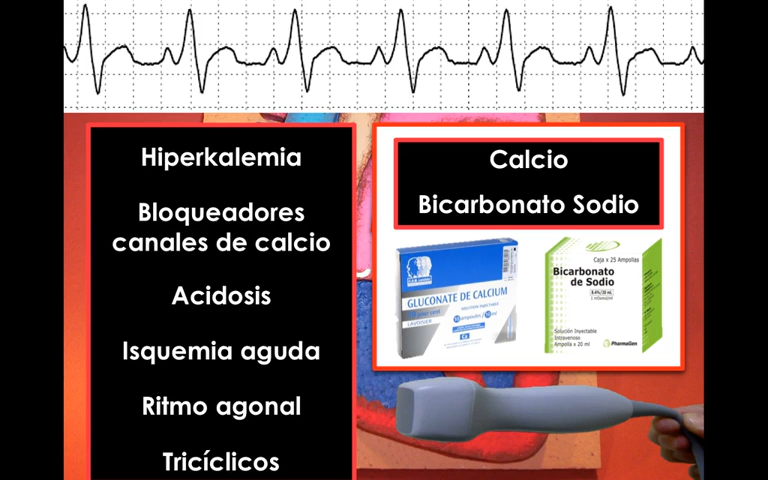 Hiperkalemia
Bloqueadores
canales de calcio
Acidosis
Isquemia aguda
Ritmo agonal
Tricíclicos
Calcio
Bicarbonato Sodio
GLUCONATE DE CALCIUM
LAVOISIER
Caja x 25 Ampollas
Bicarbonato
de Sodio
Solución Inyectable
Intravenoso
Ampolla x 20 ml
PharmaGen